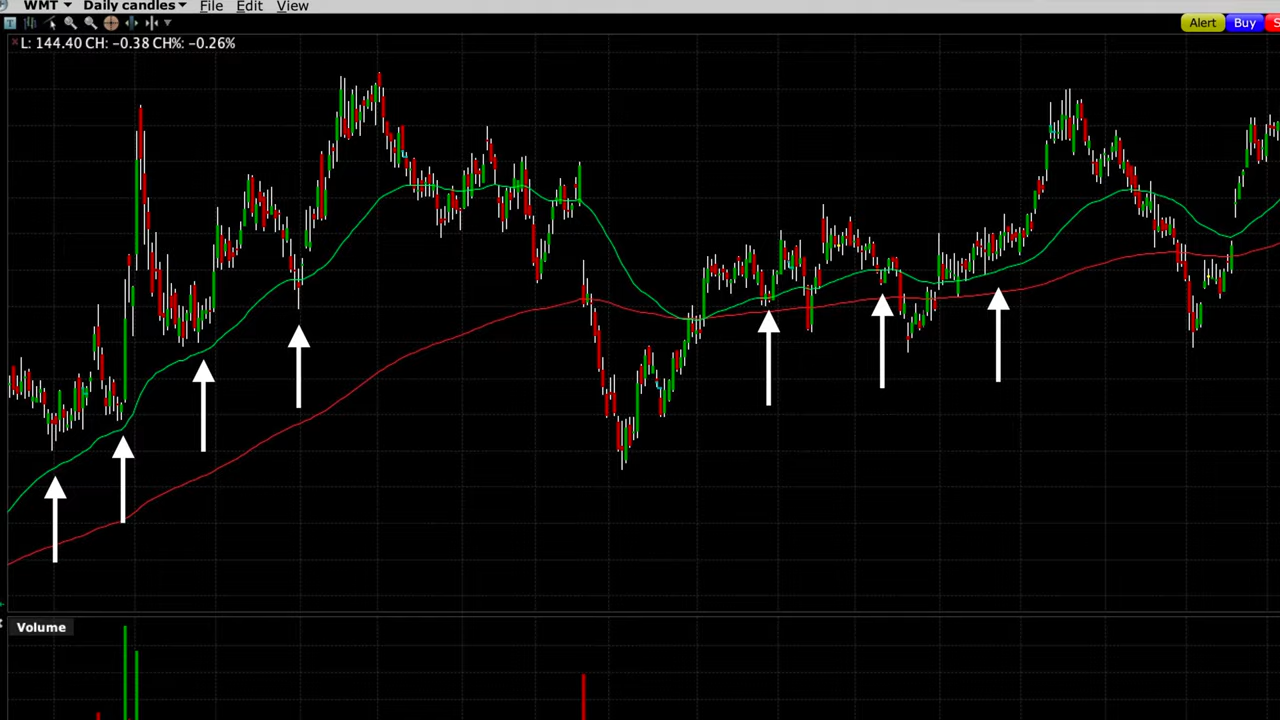 WMT Daily candles File Edit View
T Alert Buy
L: 144.40 CH: −0.38 CH%: −0.26%
Volume